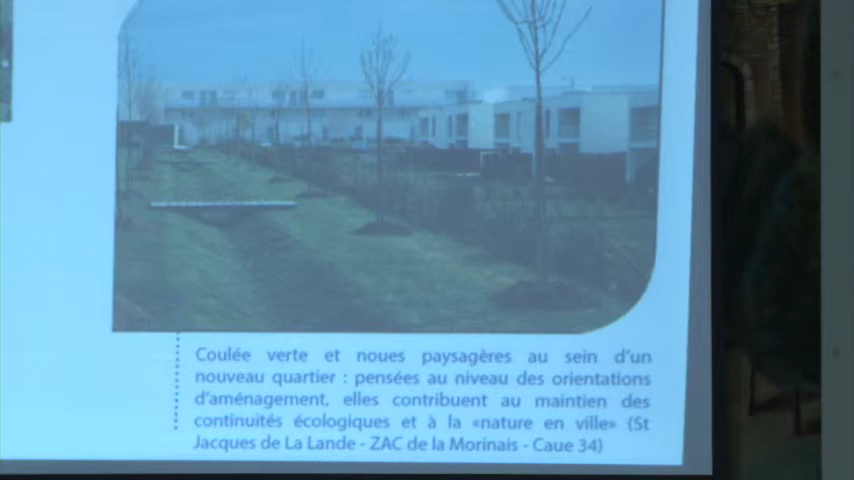 Coulée verte et noues paysagères au sein d'un
nouveau quartier : pensées au niveau des orientations
d'aménagement, elles contribuent au maintien des
continuités écologiques et à la «nature en ville» (St
Jacques de La Lande - ZAC de la Morinais - Caue 34)